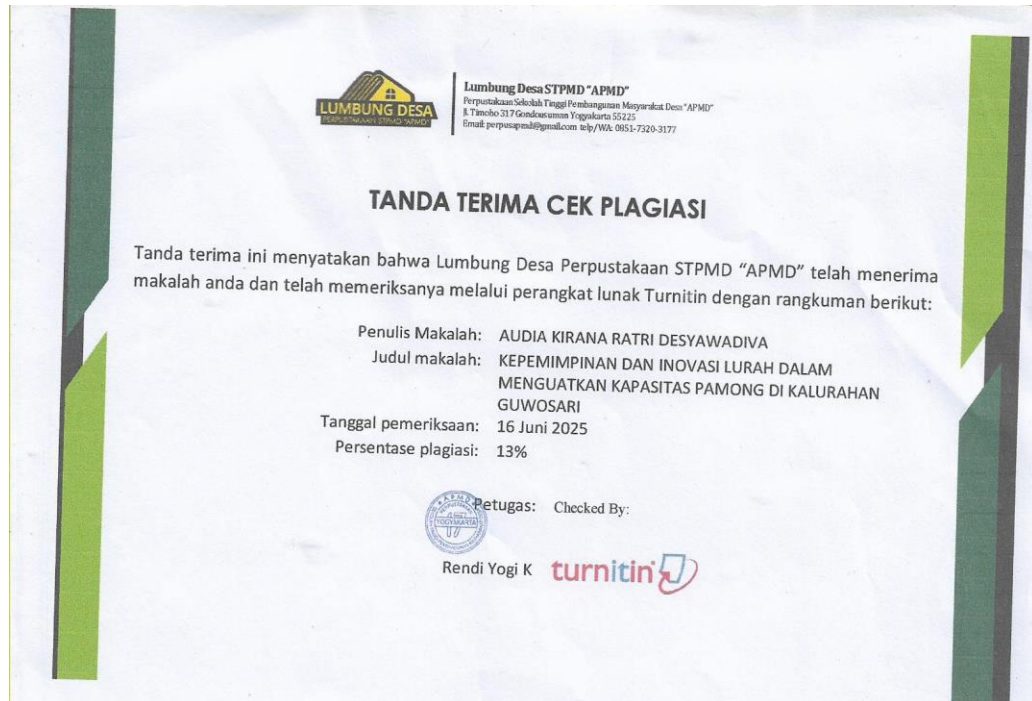 LUMBUNG DESA
PERPUSTAKAAN STPMD "APMD"
Lumbung Desa STPMD "APMD"
Perpustakaan Sekolah Tinggi Pembangunan Masyarakat Desa "APMD"
Jl. Timoho 317 Gondousuman Yogyakarta 55225
Email: perpusapmd@gmail.com telp/WA: 0851-7320-3177
TANDA TERIMA CEK PLAGIASI
Tanda terima ini menyatakan bahwa Lumbung Desa Perpustakaan STPMD "APMD" telah menerima
makalah anda dan telah memeriksanya melalui perangkat lunak Turnitin dengan rangkuman berikut:
Penulis Makalah: AUDIA KIRANA RATRI DESYAWADIVA
Judul makalah: KEPEMIMPINAN DAN INOVASI LURAH DALAM
MENGUATKAN KAPASITAS PAMONG DI KALURAHAN
GUWOSARI
Tanggal pemeriksaan: 16 Juni 2025
Persentase plagiasi: 13%
Petugas: Checked By:
APMD
YOGYAKARTA
Rendi Yogi K turnitin